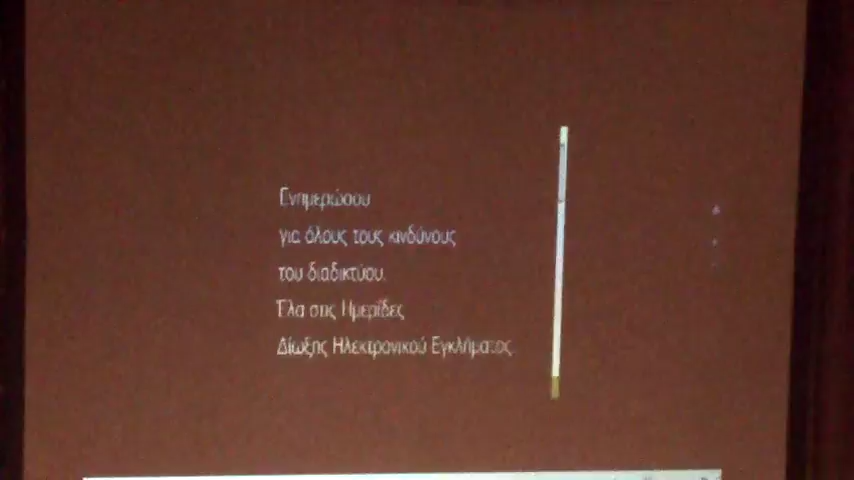 Ενημερώσου
για όλους τους κινδύνους
του διαδικτύου.
Έλα στις Ημερίδες
Δίωξης Ηλεκτρονικού Εγκλήματος.